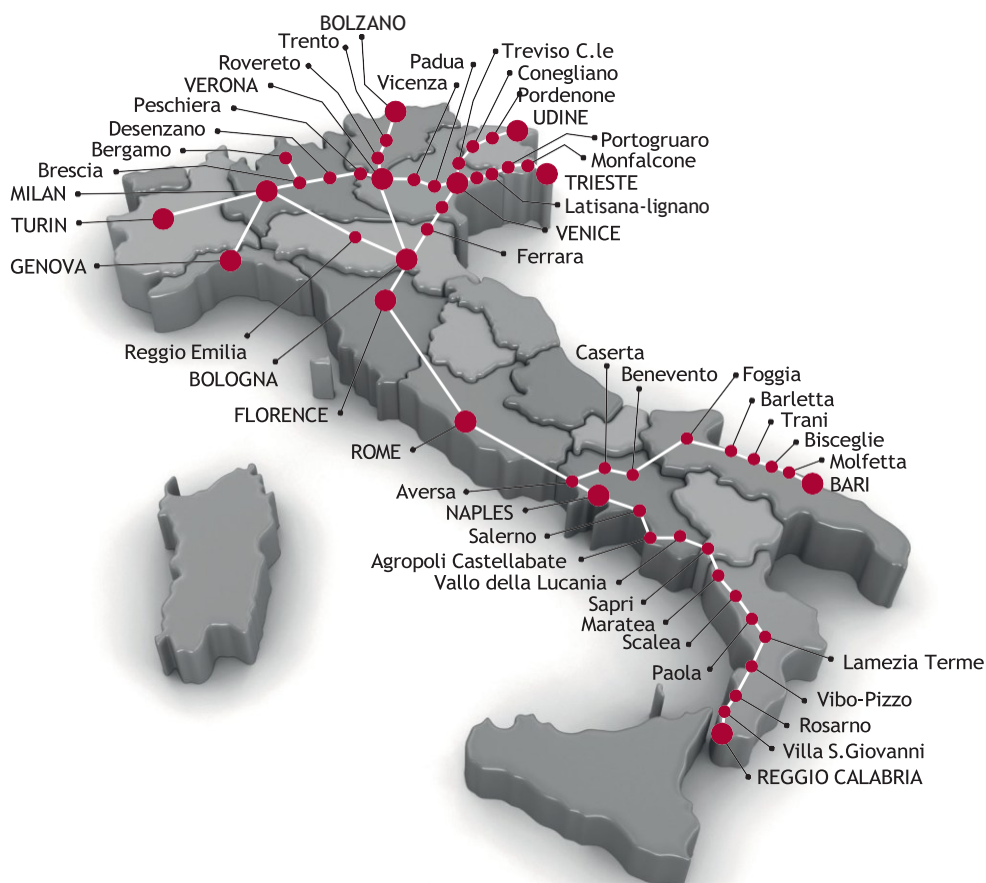 BOLZANO
Trento
Rovereto
VERONA
Peschiera
Desenzano
Bergamo
Brescia
MILAN
TURIN
GENOVA
Padua
Vicenza
Treviso C.le
Conegliano
Pordenone
UDINE
Portogruaro
Monfalcone
TRIESTE
Latisana-lignano
VENICE
Ferrara
Reggio Emilia
BOLOGNA
FLORENCE
ROME
Caserta
Benevento
Foggia
Barletta
Trani
Bisceglie
Molfetta
BARI
Aversa
NAPLES
Salerno
Agropoli Castellabate
Vallo della Lucania
Sapri
Maratea
Scalea
Paola
Lamezia Terme
Vibo-Pizzo
Rosarno
Villa S.Giovanni
REGGIO CALABRIA